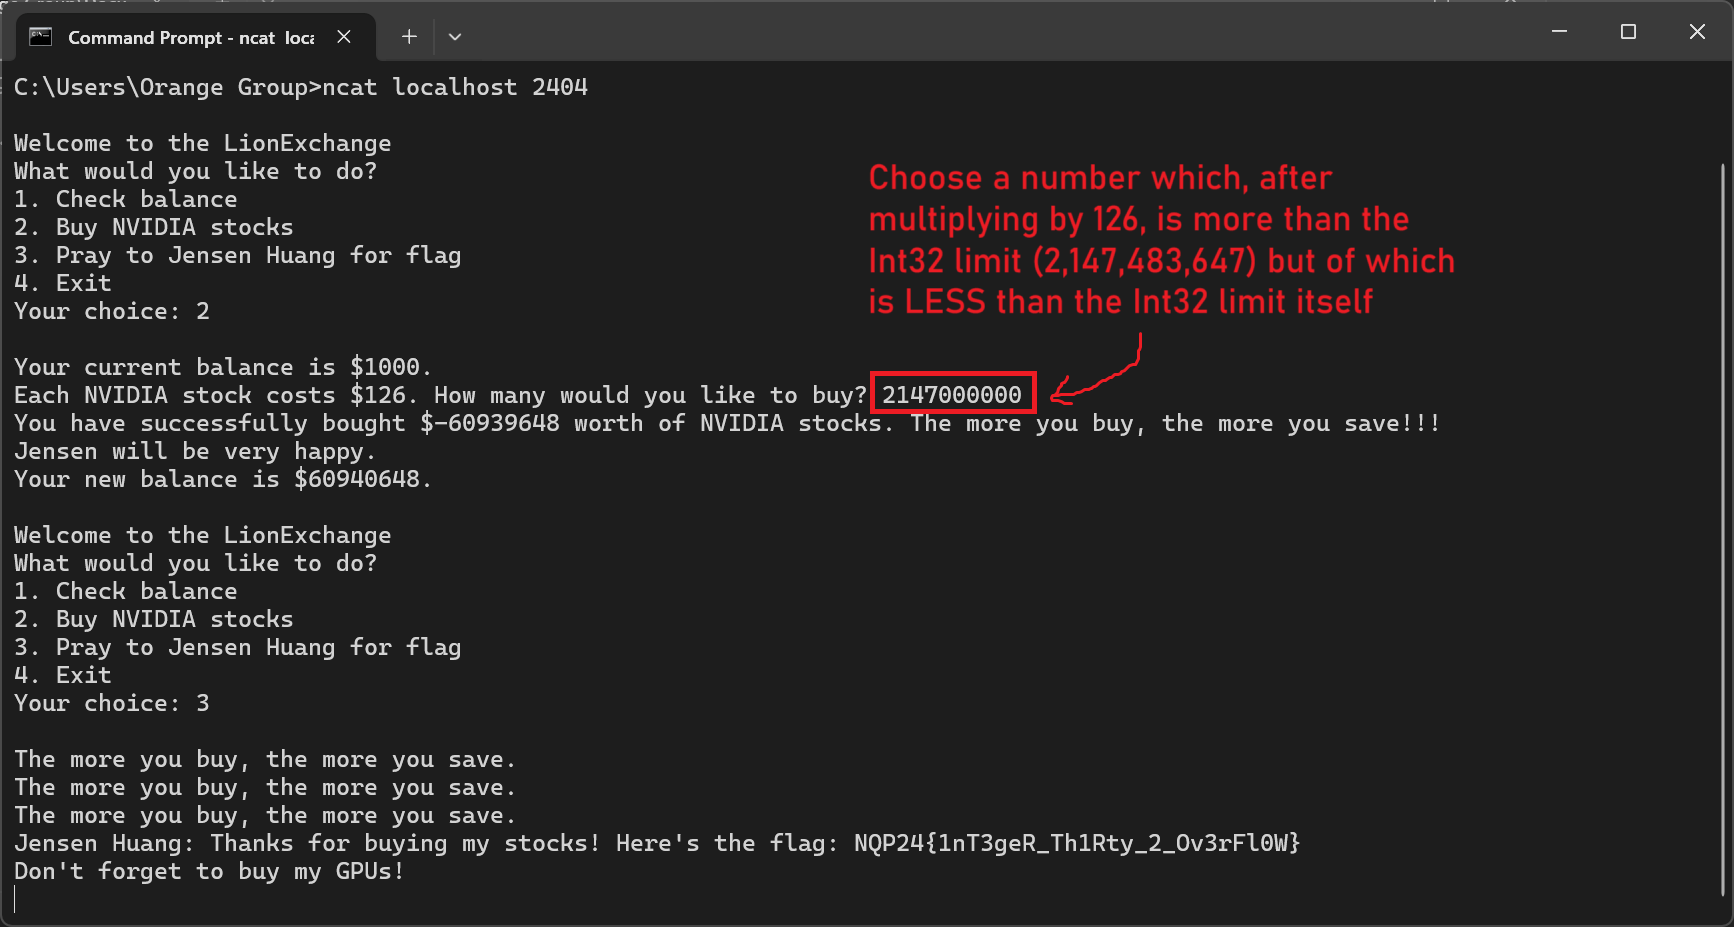 Command Prompt - ncat loca
C:\Users\Orange Group>ncat localhost 2404
Welcome to the LionExchange
What would you like to do?
1. Check balance
2. Buy NVIDIA stocks
3. Pray to Jensen Huang for flag
4. Exit
Your choice: 2
Choose a number which, after
multiplying by 126, is more than the
Int32 limit (2,147,483,647) but of which
is LESS than the Int32 limit itself
Your current balance is $1000.
Each NVIDIA stock costs $126. How many would you like to buy? 2147000000
You have successfully bought $-60939648 worth of NVIDIA stocks. The more you buy, the more you save!!!
Jensen will be very happy.
Your new balance is $60940648.
Welcome to the LionExchange
What would you like to do?
1. Check balance
2. Buy NVIDIA stocks
3. Pray to Jensen Huang for flag
4. Exit
Your choice: 3
The more you buy, the more you save.
The more you buy, the more you save.
The more you buy, the more you save.
Jensen Huang: Thanks for buying my stocks! Here's the flag: NQP24{1nT3geR_Th1Rty_2_Ov3rFl0W}
Don't forget to buy my GPUs!